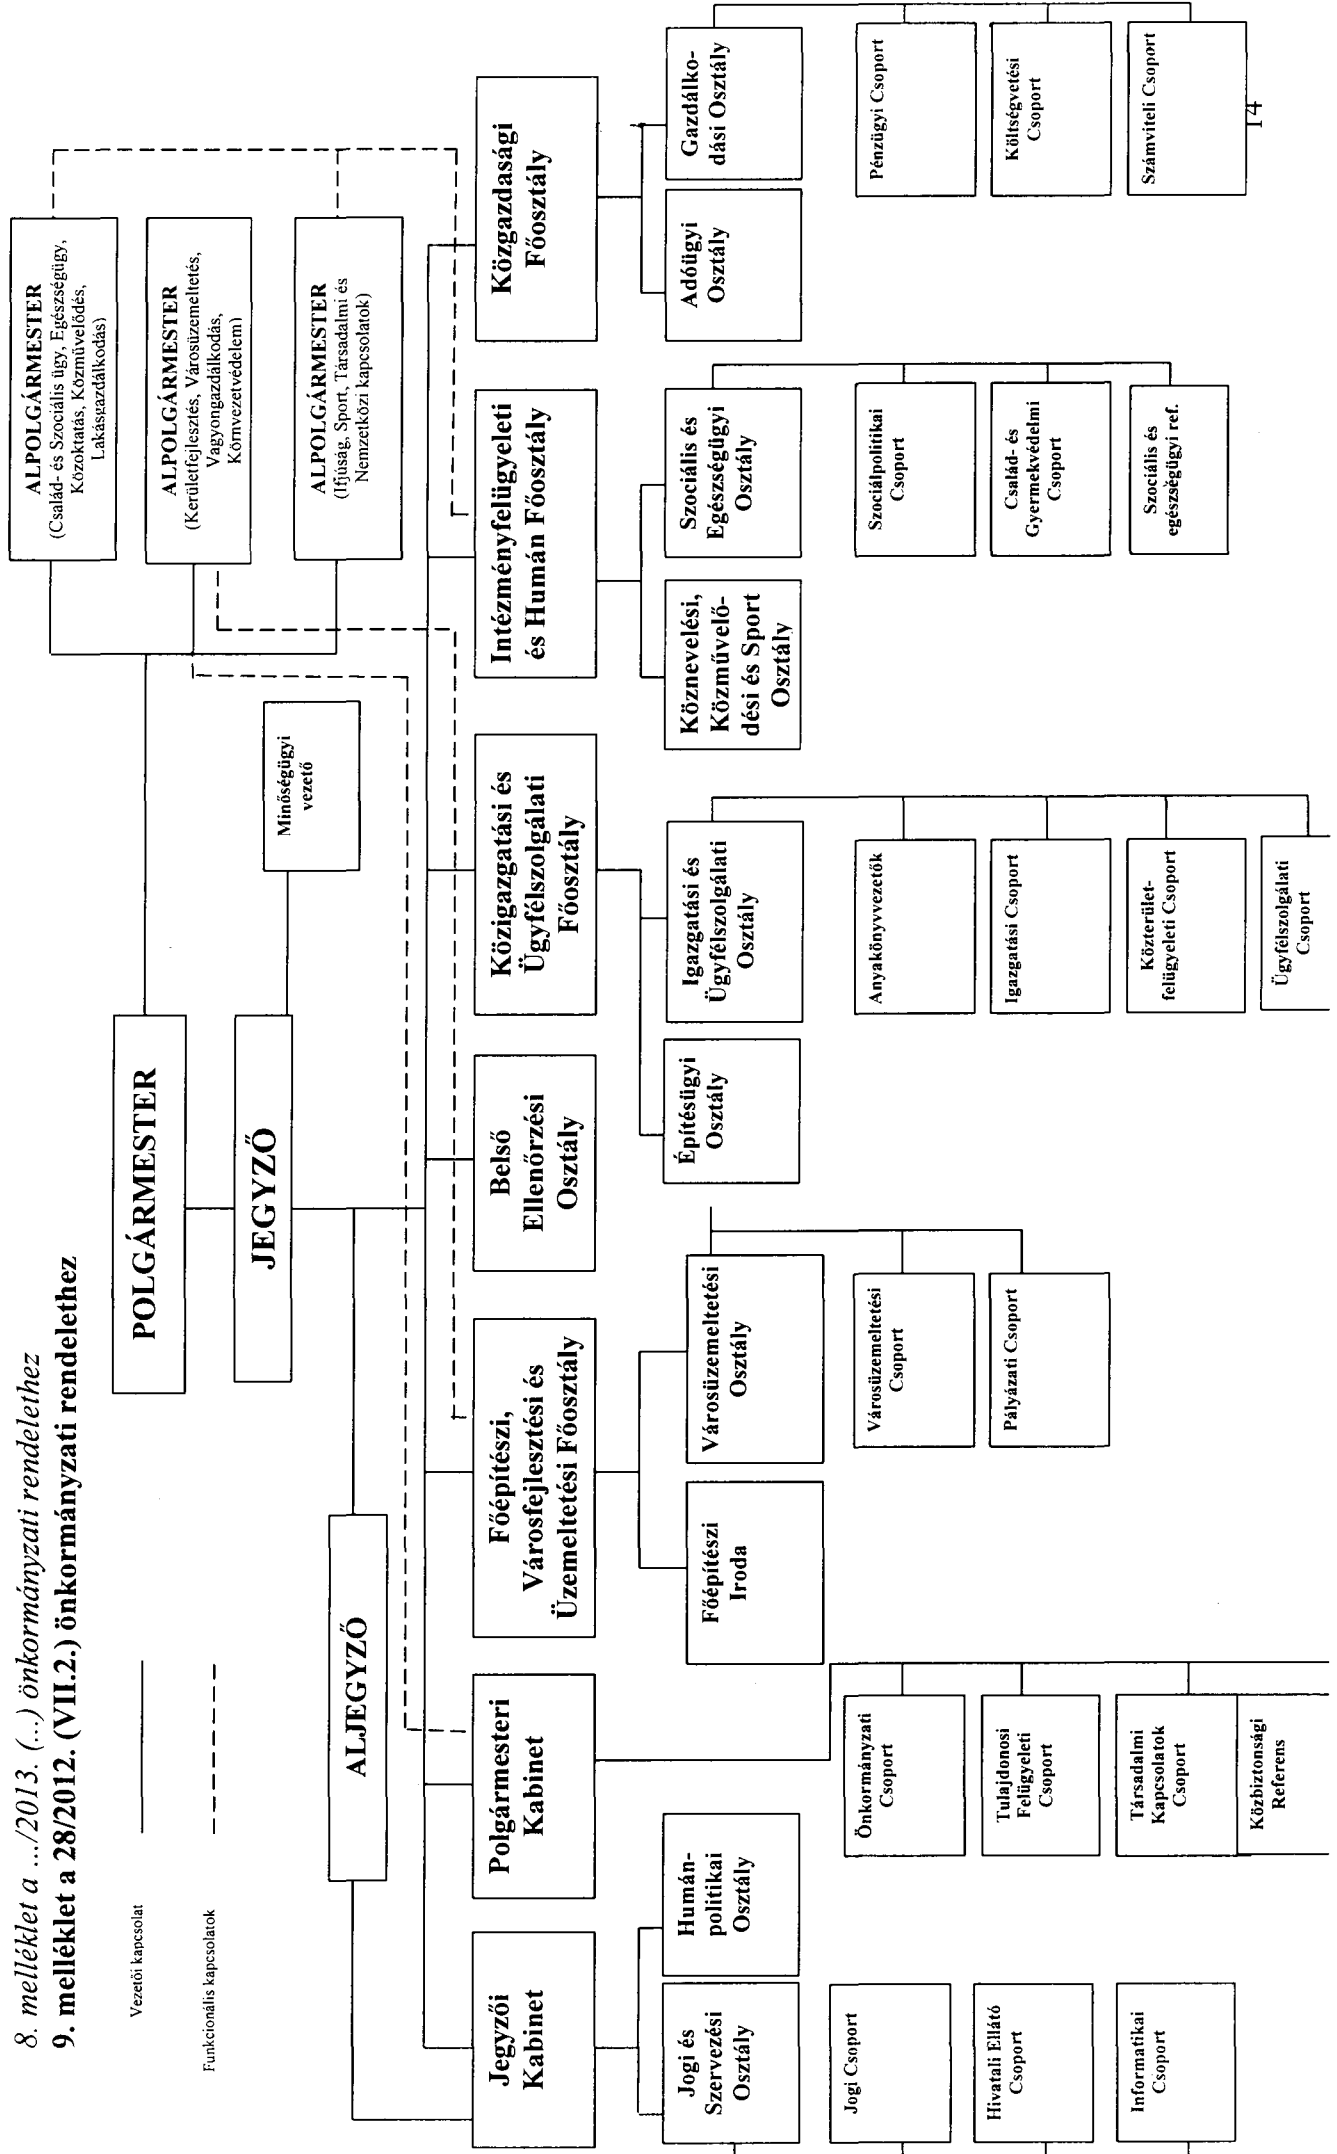 8. melléklet a .../2013. (...) önkormányzati rendelethez
9. melléklet a 28/2012. (VII.2.) önkormányzati rendelethez
Vezetői kapcsolat
Funkcionális kapcsolatok
POLGÁRMESTER
JEGYZŐ
ALJEGYZŐ
Minőségügyi
vezető
ALPOLGÁRMESTER
(Család- és Szociális ügy, Egészségügy,
Közoktatás, Közművelődés,
Lakásgazdálkodás)
ALPOLGÁRMESTER
(Kerületfejlesztés, Városüzemeltetés,
Vagyongazdálkodás,
Környezetvédelem)
ALPOLGÁRMESTER
(Ifjúság, Sport, Társadalmi és
Nemzetközi kapcsolatok)
Jegyzői
Kabinet
Polgármesteri
Kabinet
Főépítészi,
Városfejlesztési és
Üzemeltetési Főosztály
Belső
Ellenőrzési
Osztály
Közigazgatási és
Ügyfélszolgálati
Főosztály
Intézményfelügyeleti
és Humán Főosztály
Közgazdasági
Főosztály
Jogi és
Szervezési
Osztály
Humán-
politikai
Osztály
Főépítészi
Iroda
Városüzemeltetési
Osztály
Építésügyi
Osztály
Igazgatási és
Ügyfélszolgálati
Osztály
Köznevelési,
Közművelő-
dési és Sport
Osztály
Szociális és
Egészségügyi
Osztály
Adóügyi
Osztály
Gazdálko-
dási Osztály
Jogi Csoport
Hivatali Ellátó
Csoport
Informatikai
Csoport
Önkormányzati
Csoport
Tulajdonosi
Felügyeleti
Csoport
Társadalmi
Kapcsolatok
Csoport
Közbiztonsági
Referens
Városüzemeltetési
Csoport
Pályázati Csoport
Anyakönyvvezetők
Igazgatási Csoport
Közterület-
felügyeleti Csoport
Ügyfélszolgálati
Csoport
Szociálpolitikai
Csoport
Család- és
Gyermekvédelmi
Csoport
Szociális és
egészségügyi ref.
Pénzügyi Csoport
Költségvetési
Csoport
Számviteli Csoport
14